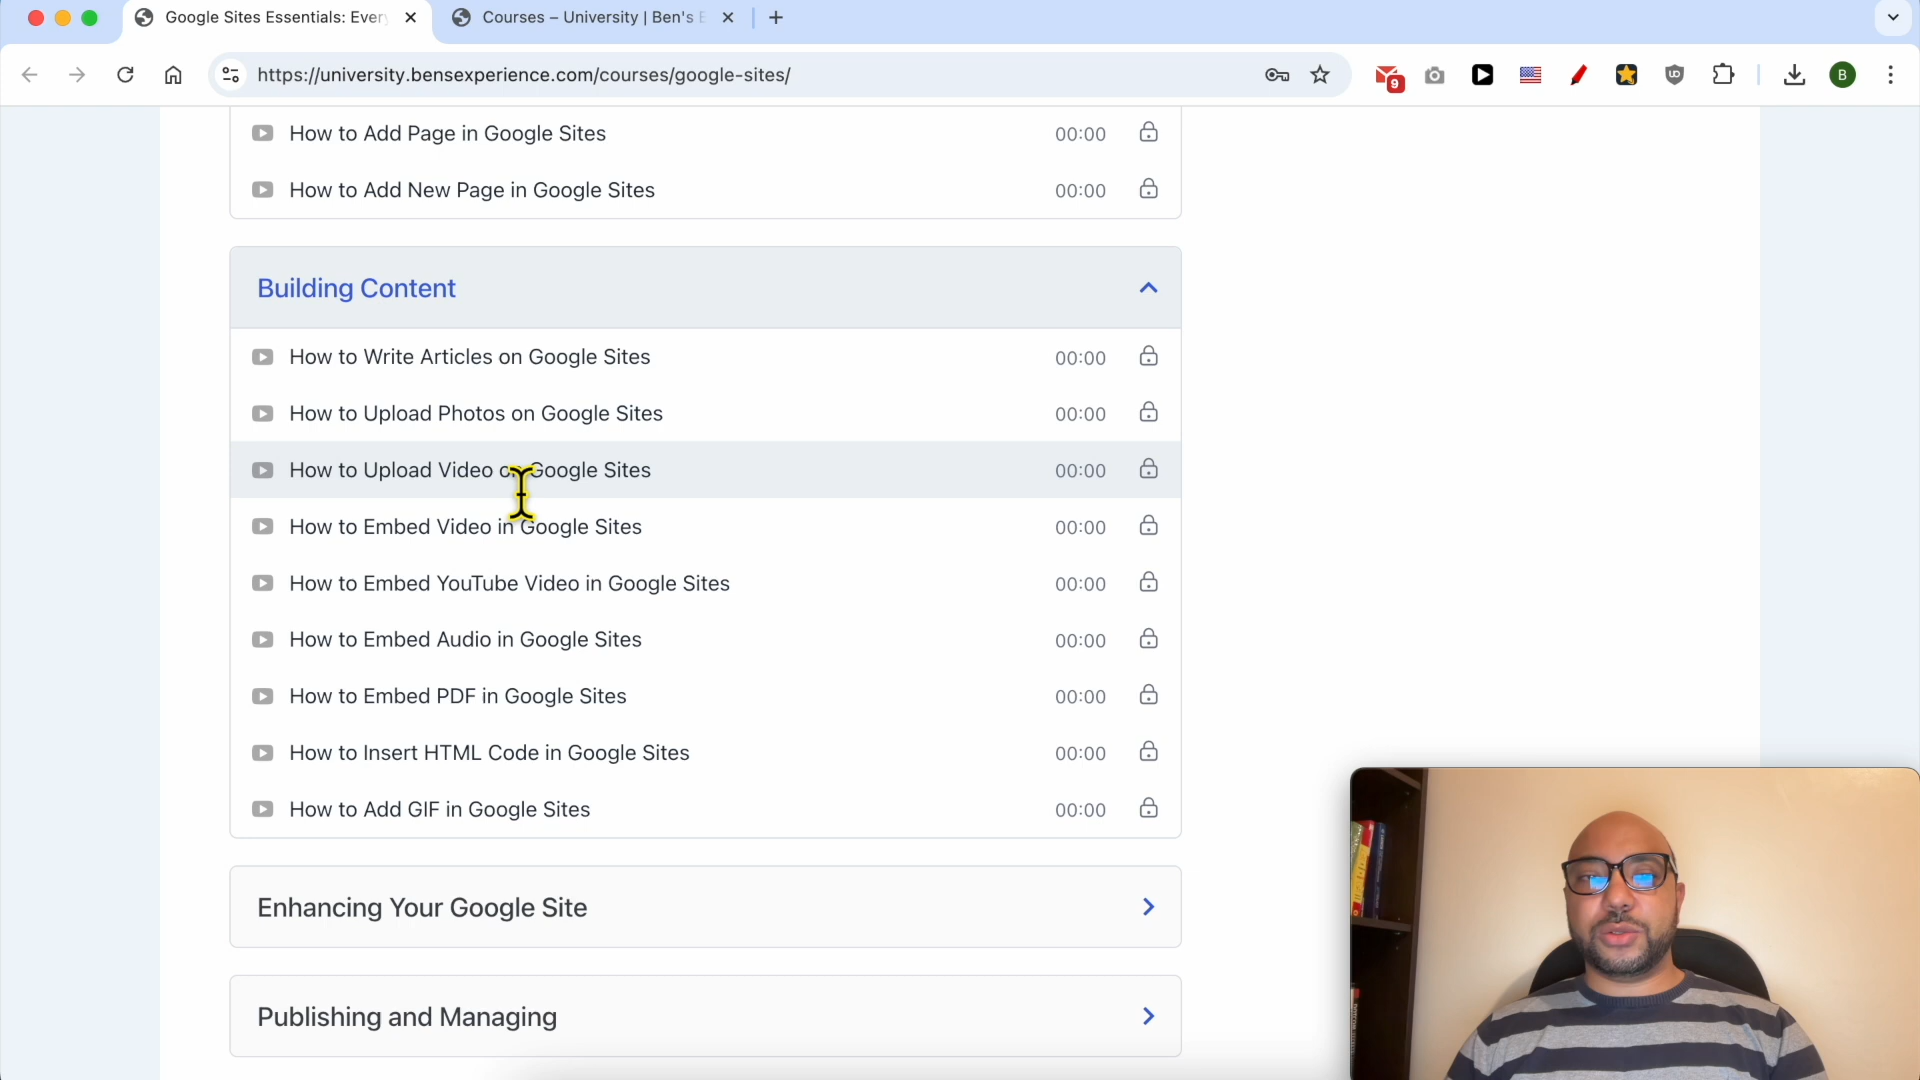 Google Sites Essentials: Every
Courses – University | Ben's E
https://university.bensexperience.com/courses/google-sites/
9
B
How to Add Page in Google Sites 00:00
How to Add New Page in Google Sites 00:00
Building Content
How to Write Articles on Google Sites 00:00
How to Upload Photos on Google Sites 00:00
How to Upload Video on Google Sites 00:00
How to Embed Video in Google Sites 00:00
How to Embed YouTube Video in Google Sites 00:00
How to Embed Audio in Google Sites 00:00
How to Embed PDF in Google Sites 00:00
How to Insert HTML Code in Google Sites 00:00
How to Add GIF in Google Sites 00:00
Enhancing Your Google Site
Publishing and Managing